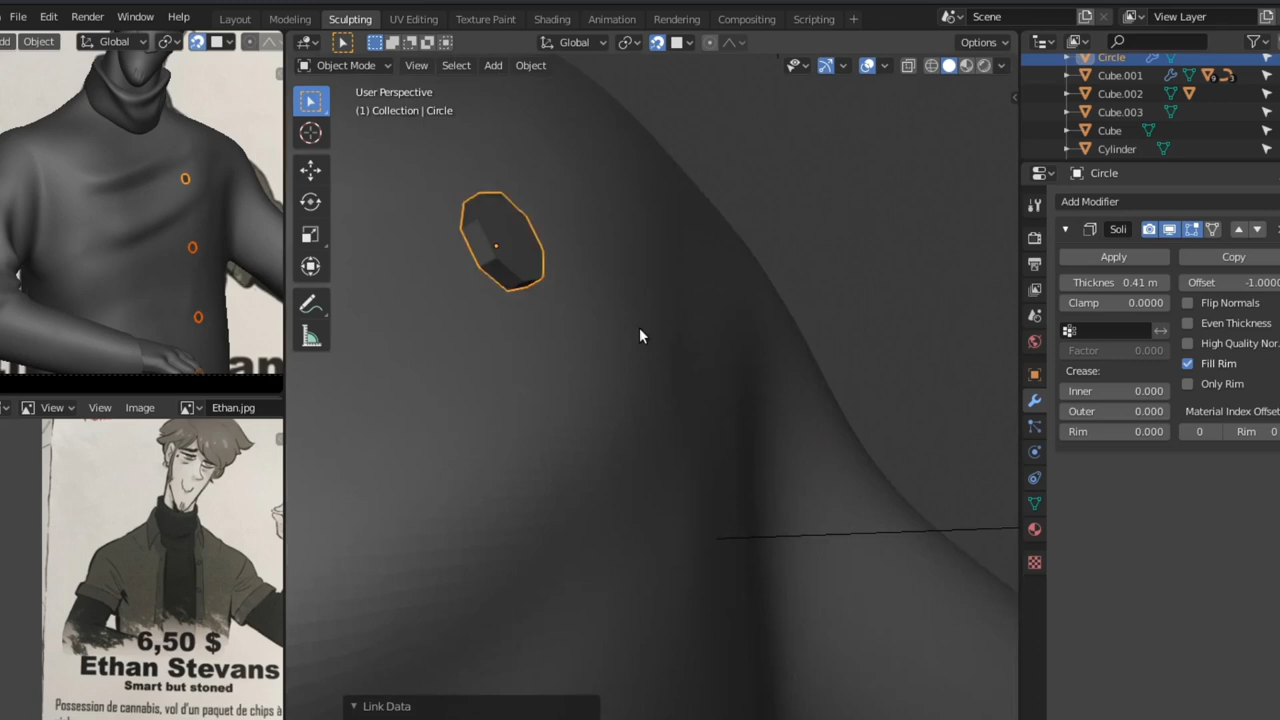 File Edit Render Window Help Layout Modeling Sculpting UV Editing Texture Paint Shading Animation Rendering Compositing Scripting + Scene View Layer
Object Global
Global Options
Object Mode View Select Add Object
User Perspective
(1) Collection | Circle
Circle
Cube.001
Cube.002
Cube.003
Cube
Cylinder
Circle
Add Modifier
Soli
Apply Copy
Thicknes 0.41 m Offset -1.0000
Clamp 0.0000 Flip Normals
Even Thickness
High Quality Nor.
Factor 0.000 Fill Rim
Crease: Only Rim
Inner 0.000
Outer 0.000 Material Index Offset
Rim 0.000 0 Rim 0
View View Image Ethan.jpg
6,50 $
Ethan Stevans
Smart but stoned
Possession de cannabis, vol d'un paquet de chips à
Link Data